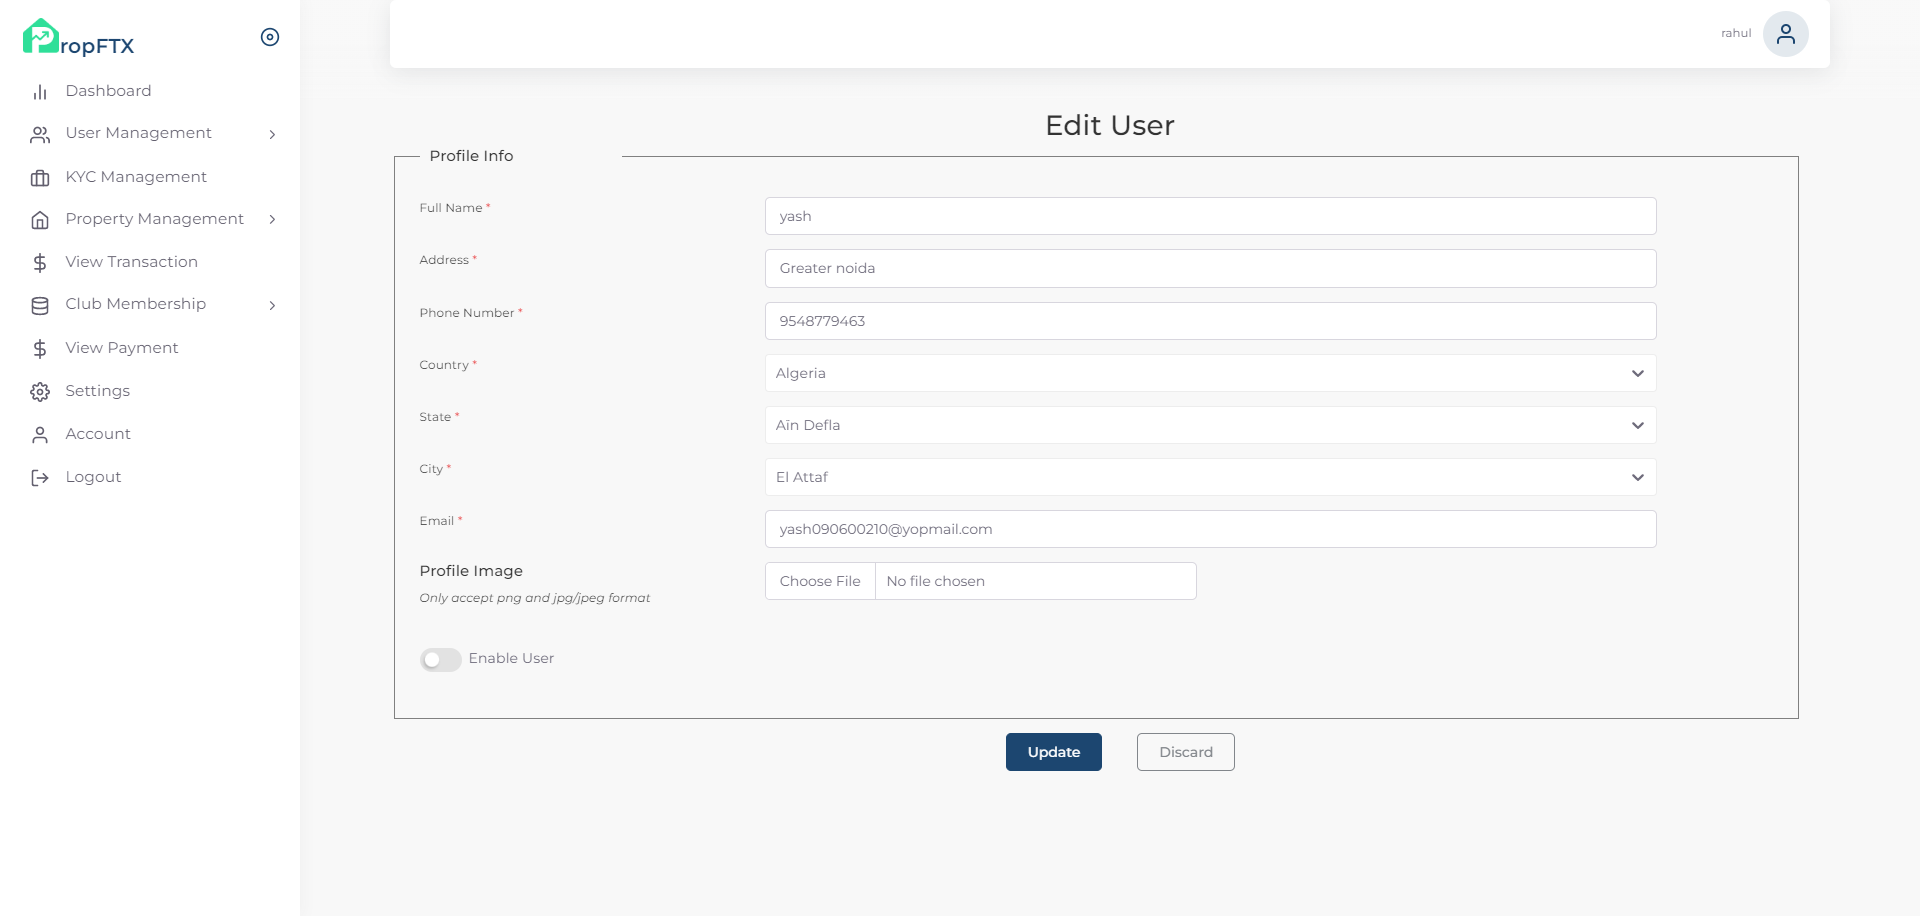 PropFTX
Dashboard
User Management
KYC Management
Property Management
View Transaction
Club Membership
View Payment
Settings
Account
Logout
rahul
Edit User
Profile Info
Full Name *
yash
Address *
Greater noida
Phone Number *
9548779463
Country *
Algeria
State *
Aïn Defla
City *
El Attaf
Email *
yash090600210@yopmail.com
Profile Image
Only accept png and jpg/jpeg format
Choose File No file chosen
Enable User
Update
Discard